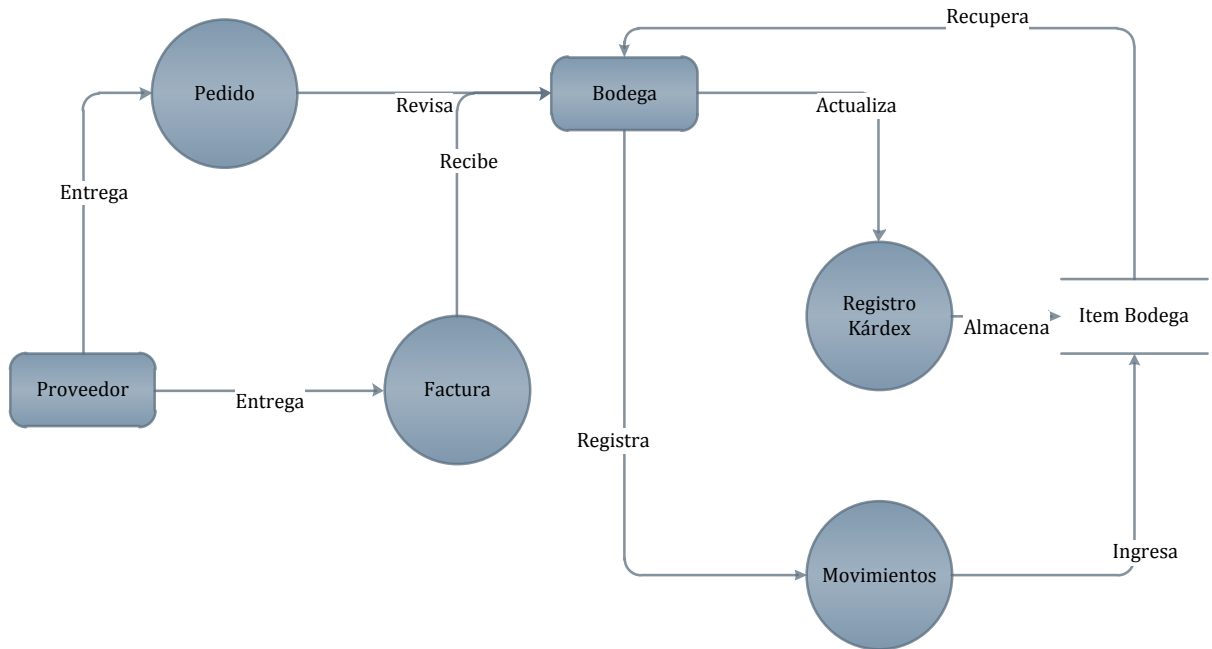 Recupera
Pedido
Revisa
Bodega
Actualiza
Recibe
Entrega
Registro
Kárdex
Almacena
Item Bodega
Proveedor
Entrega
Factura
Registra
Movimientos
Ingresa